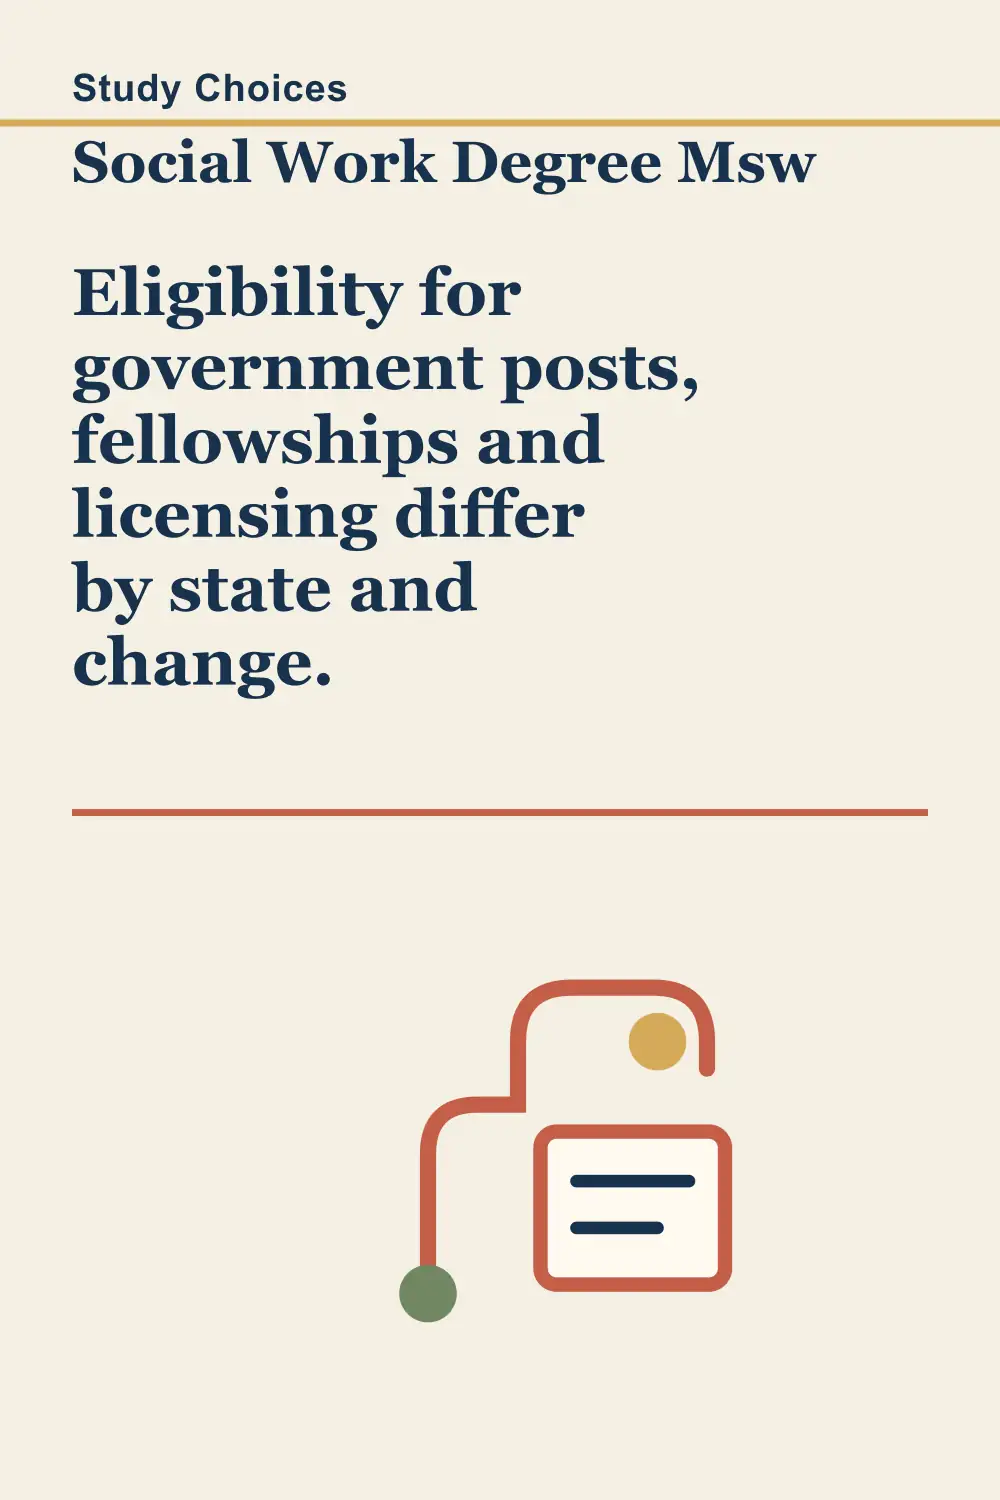 Study Choices
Social Work Degree Msw
Eligibility for
government posts,
fellowships and
licensing differ
by state and
change.